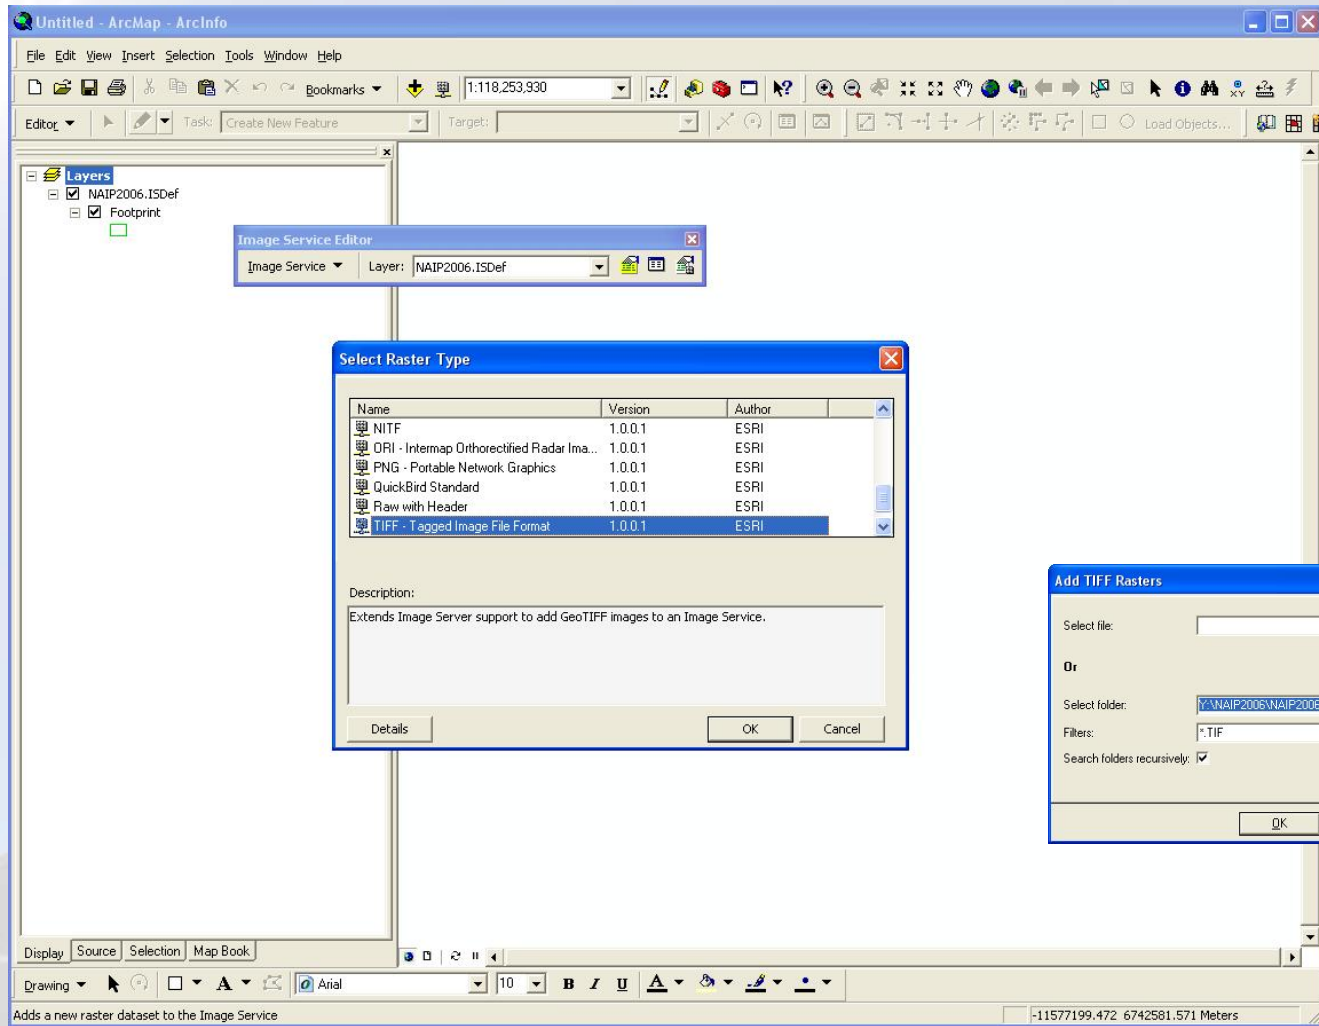 Untitled - ArcMap - ArcInfo
File Edit View Insert Selection Tools Window Help
Bookmarks 1:118,253,930
Editor Task: Create New Feature Target: Load Objects...
Layers
NAIP2006.ISDef
Footprint
Image Service Editor
Image Service Layer: NAIP2006.ISDef
Select Raster Type
Name Version Author
NITF 1.0.0.1 ESRI
ORI - Intermap Orthorectified Radar Ima... 1.0.0.1 ESRI
PNG - Portable Network Graphics 1.0.0.1 ESRI
QuickBird Standard 1.0.0.1 ESRI
Raw with Header 1.0.0.1 ESRI
TIFF - Tagged Image File Format 1.0.0.1 ESRI
Description:
Extends Image Server support to add GeoTIFF images to an Image Service.
Details OK Cancel
Add TIFF Rasters
Select file:
Or
Select folder: Y:\NAIP2006\NAIP2006
Filters: *.TIF
Search folders recursively:
OK
Display Source Selection Map Book
Drawing A Arial 10 B I U A
Adds a new raster dataset to the Image Service -11577199.472 6742581.571 Meters